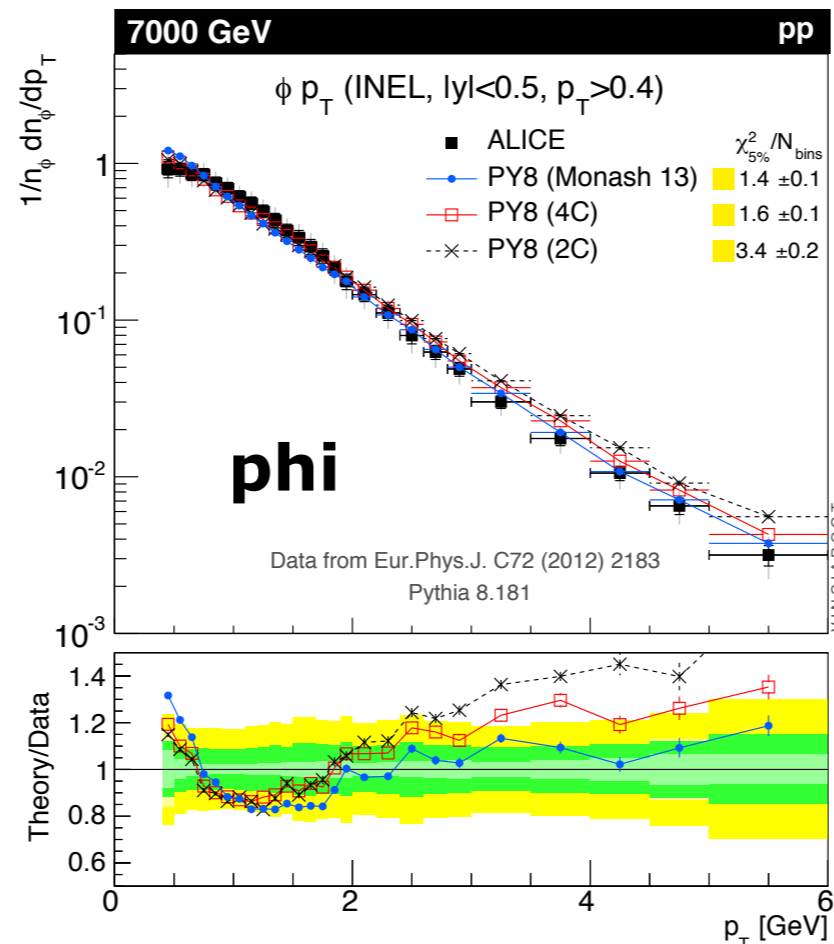 7000 GeV pp
ϕ p_T (INEL, |y|<0.5, p_T>0.4)
1/n_ϕ dn_ϕ/dp_T
ALICE χ²_5%/N_bins
PY8 (Monash 13) 1.4 ±0.1
PY8 (4C) 1.6 ±0.1
PY8 (2C) 3.4 ±0.2
1
10^-1
10^-2
10^-3
phi
Data from Eur.Phys.J. C72 (2012) 2183
Pythia 8.181
Theory/Data
1.4
1.2
1
0.8
0.6
0 2 4 6
p_T [GeV]